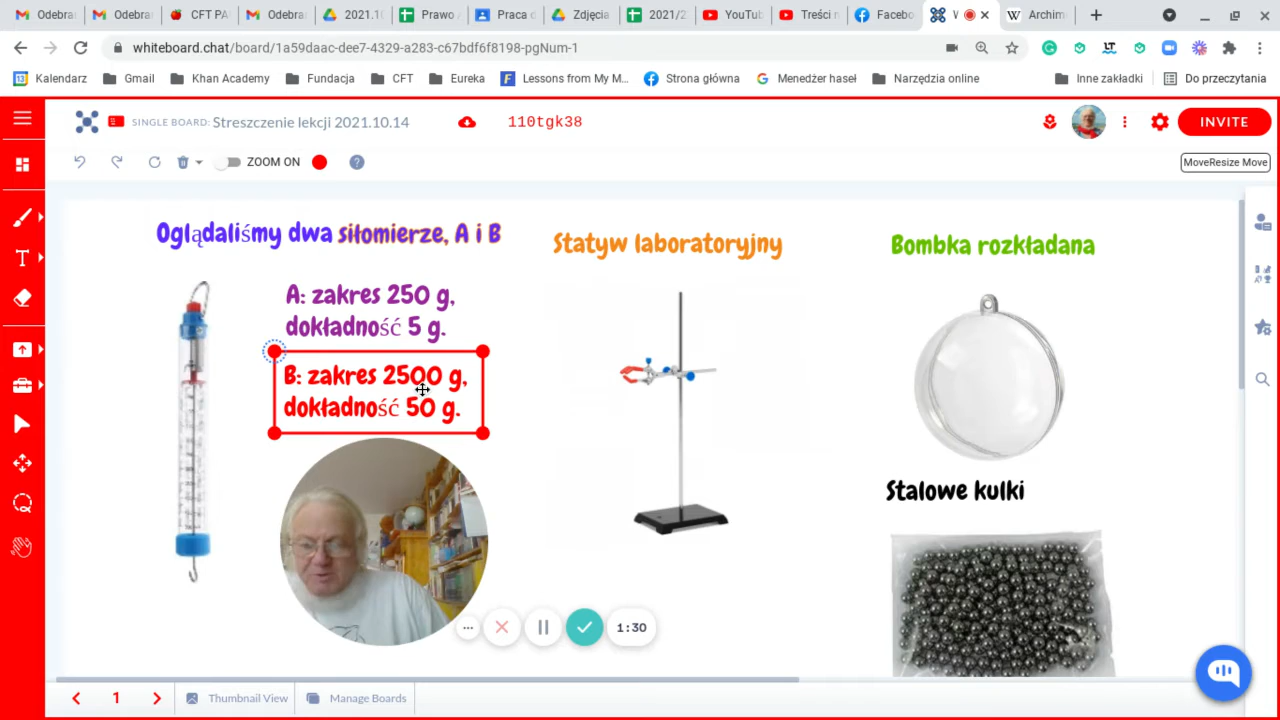 Odebra
Odebra
CFT PA
Odebra
2021.10
Prawo
Praca d
Zdjęcia
2021/2
YouTu
Treści r
Facebo
Archim
whiteboard.chat/board/1a59daac-dee7-4329-a283-c67bdf6f8198-pgNum-1
Kalendarz
Gmail
Khan Academy
Fundacja
CFT
Eureka
Lessons from My M...
Strona główna
Menedżer haseł
Narzędzia online
Inne zakładki
Do przeczytania
SINGLE BOARD: Streszczenie lekcji 2021.10.14
110tgk38
INVITE
ZOOM ON
MoveResize Move
Oglądaliśmy dwa siłomierze, A i B
Statyw laboratoryjny
Bombka rozkładana
A: zakres 250 g,
dokładność 5 g.
B: zakres 2500 g,
dokładność 50 g.
Stalowe kulki
1:30
1
Thumbnail View
Manage Boards